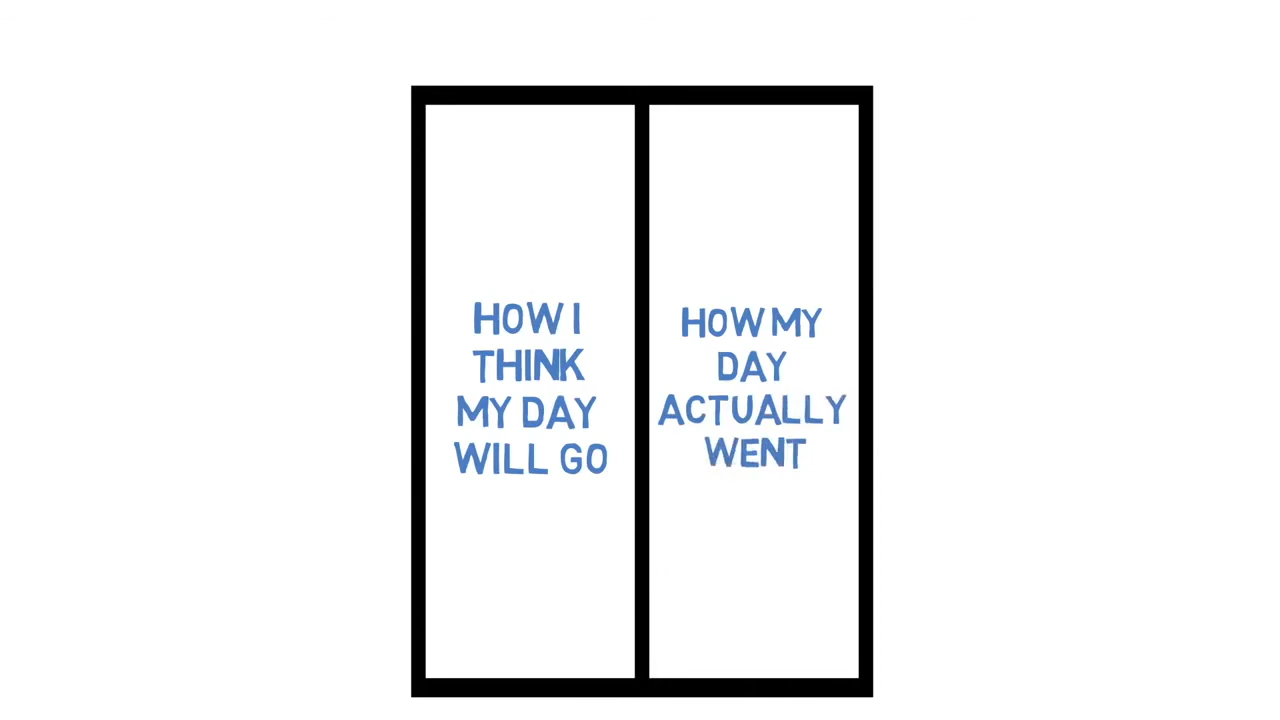 HOW I
THINK
MY DAY
WILL GO
HOW MY
DAY
ACTUALLY
WENT